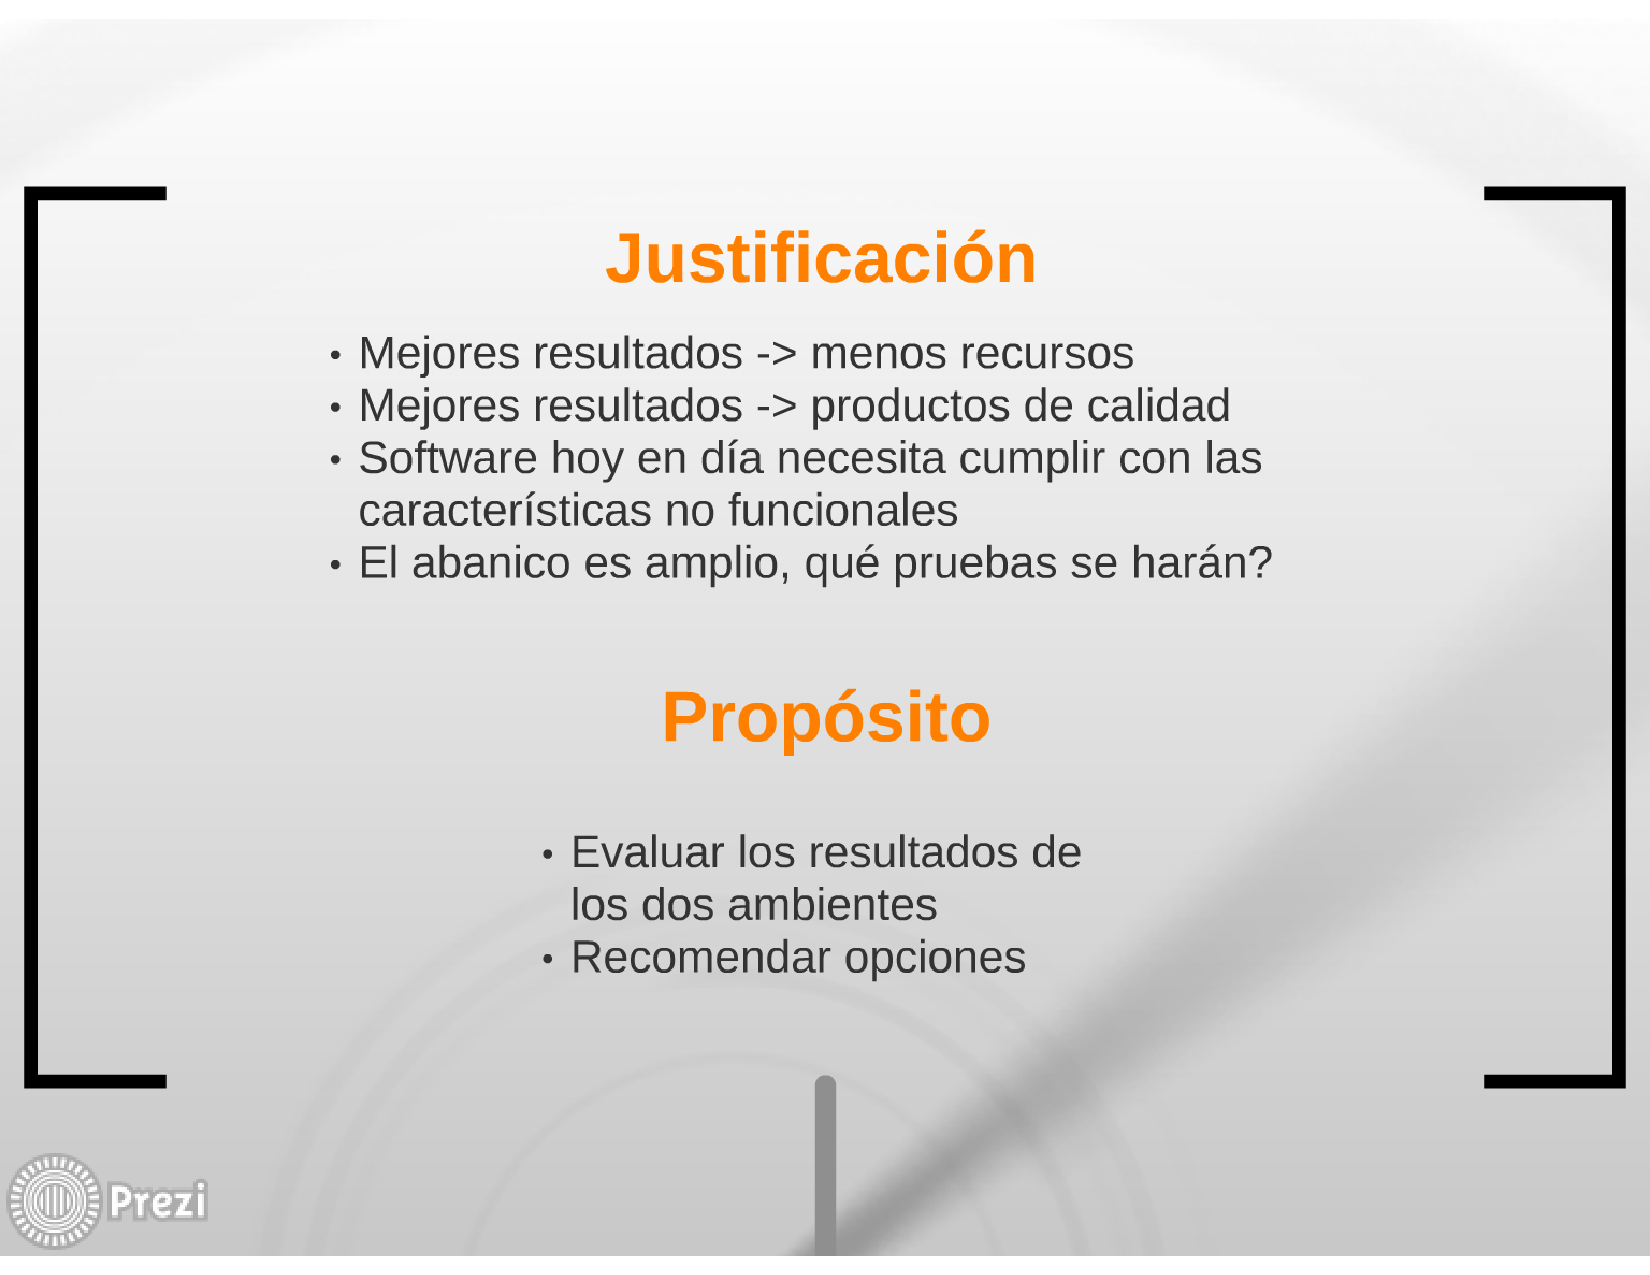 Justificación
• Mejores resultados -> menos recursos
• Mejores resultados -> productos de calidad
• Software hoy en día necesita cumplir con las
características no funcionales
• El abanico es amplio, qué pruebas se harán?
Propósito
• Evaluar los resultados de
los dos ambientes
• Recomendar opciones
Prezi